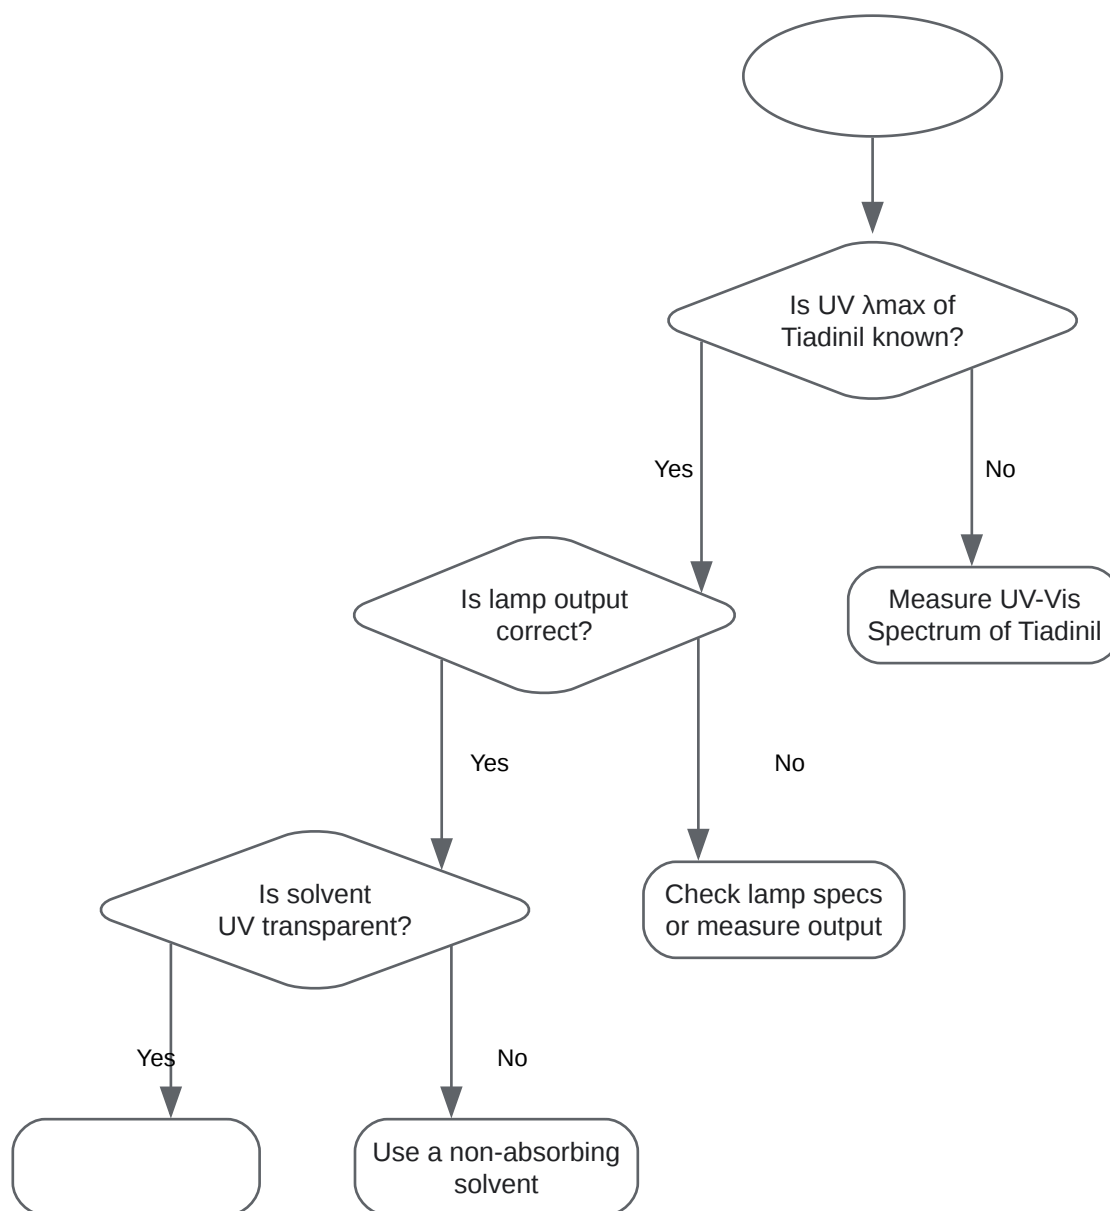 Is UV λmax of
Tiadinil known?
Yes
No
Is lamp output
correct?
Measure UV-Vis
Spectrum of Tiadinil
Yes
No
Is solvent
UV transparent?
Check lamp specs
or measure output
Yes
No
Use a non-absorbing
solvent